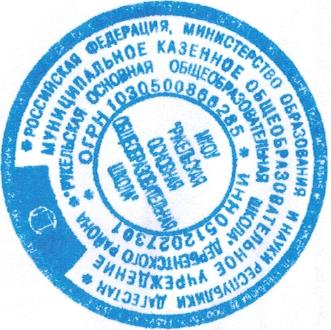 * РОССИЙСКАЯ ФЕДЕРАЦИЯ, МИНИСТЕРСТВО ОБРАЗОВАНИЯ И НАУКИ РЕСПУБЛИКИ ДАГЕСТАН
* МУНИЦИПАЛЬНОЕ КАЗЕННОЕ ОБЩЕОБРАЗОВАТЕЛЬНОЕ УЧРЕЖДЕНИЕ
* "РУКЕЛЬСКАЯ ОСНОВНАЯ ОБЩЕОБРАЗОВАТЕЛЬНАЯ ШКОЛА" ДЕРБЕНТСКОГО РАЙОНА
* ОГРН 1030500866285 * ИНН 0512027301
МКОУ
"РУКЕЛЬСКАЯ
ОСНОВНАЯ
ОБЩЕОБРАЗОВАТЕЛЬНАЯ
ШКОЛА"